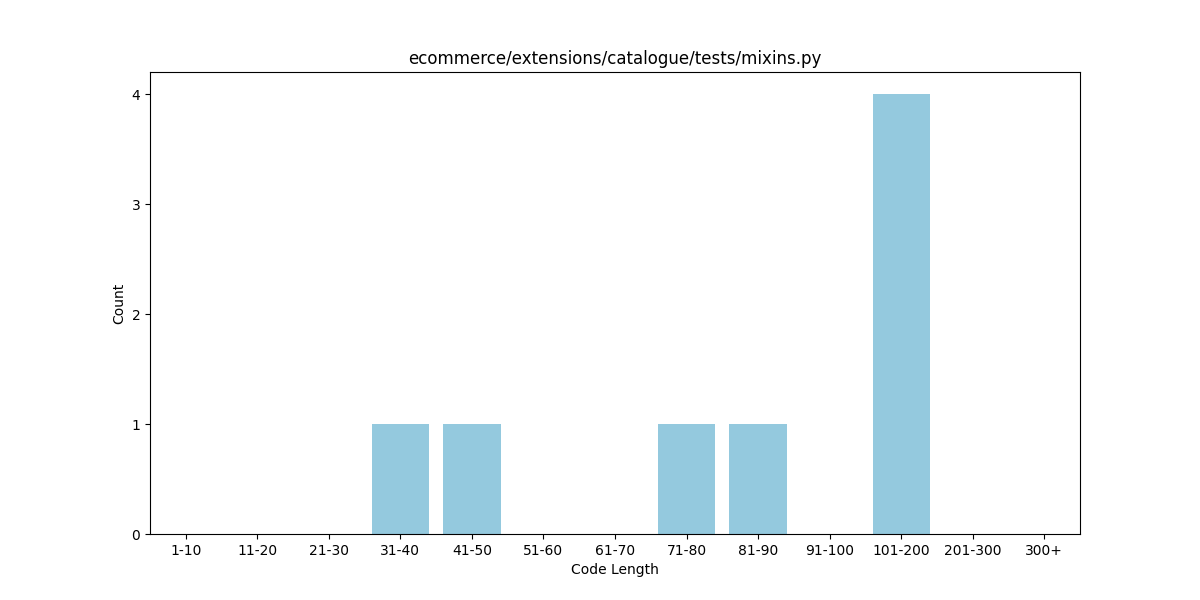 ecommerce/extensions/catalogue/tests/mixins.py
4
3
2
1
0
Count
1-10 11-20 21-30 31-40 41-50 51-60 61-70 71-80 81-90 91-100 101-200 201-300 300+
Code Length